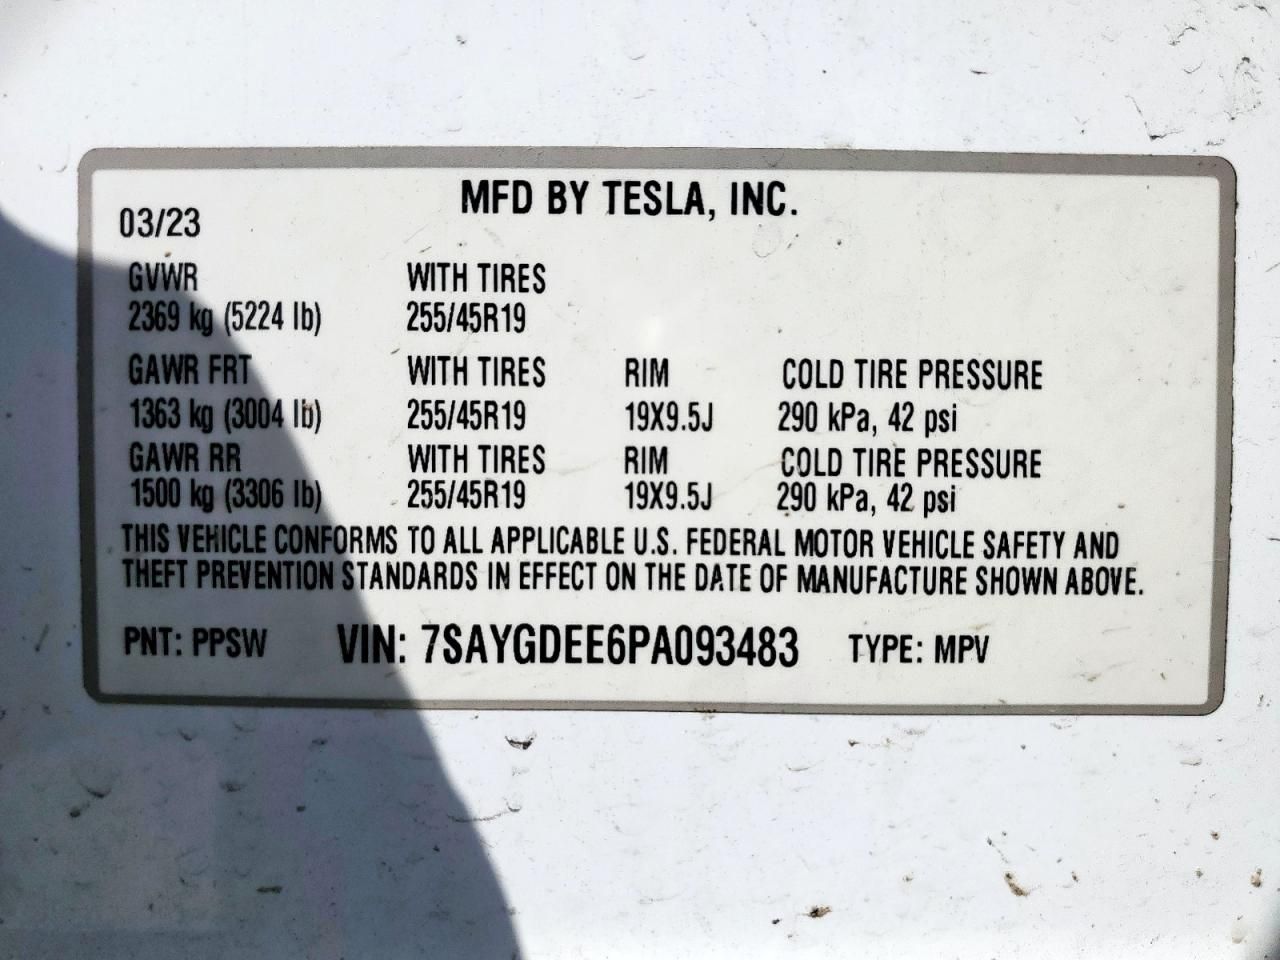 MFD BY TESLA, INC.
03/23
GVWR WITH TIRES
2369 kg (5224 lb) 255/45R19
GAWR FRT WITH TIRES RIM COLD TIRE PRESSURE
1363 kg (3004 lb) 255/45R19 19X9.5J 290 kPa, 42 psi
GAWR RR WITH TIRES RIM COLD TIRE PRESSURE
1500 kg (3306 lb) 255/45R19 19X9.5J 290 kPa, 42 psi
THIS VEHICLE CONFORMS TO ALL APPLICABLE U.S. FEDERAL MOTOR VEHICLE SAFETY AND
THEFT PREVENTION STANDARDS IN EFFECT ON THE DATE OF MANUFACTURE SHOWN ABOVE.
PNT: PPSW VIN: 7SAYGDEE6PA093483 TYPE: MPV